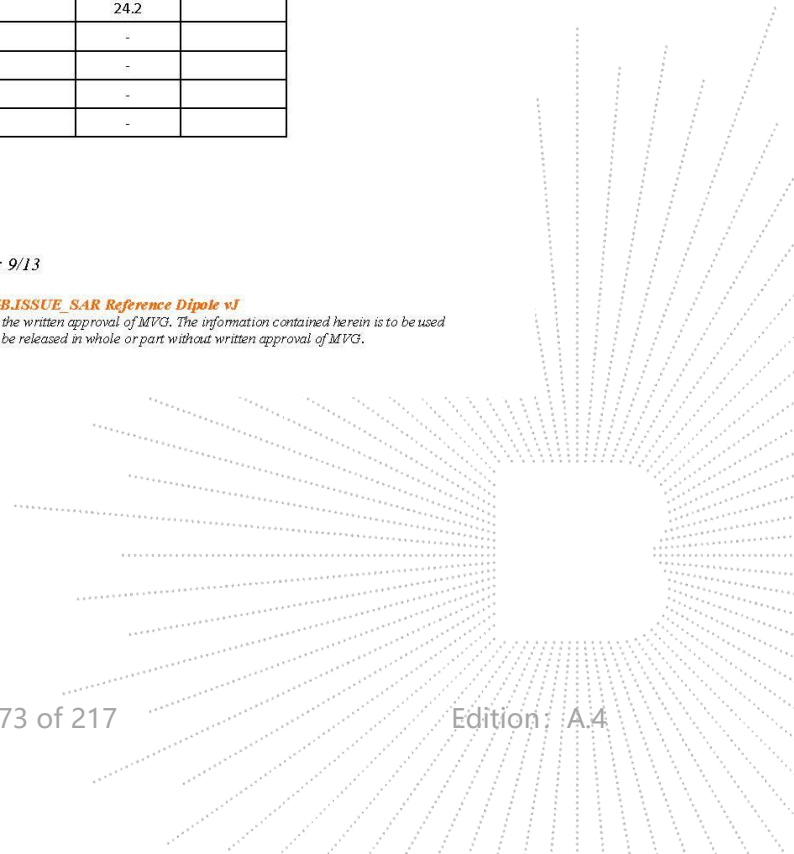 24.2
-
-
-
-
: 9/13
B.ISSUE_SAR Reference Dipole vJ
the written approval of MVG. The information contained herein is to be used
be released in whole or part without written approval of MVG.
73 of 217
Edition: A.4